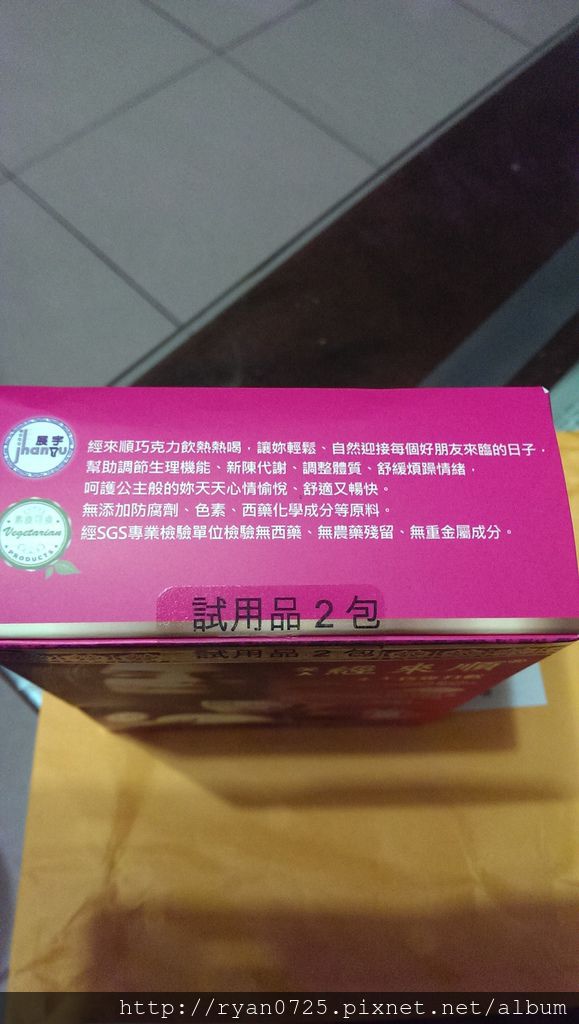 展宇
jhanyu
經來順巧克力飲熱熱喝，讓妳輕鬆、自然迎接每個好朋友來臨的日子，
幫助調節生理機能、新陳代謝、調整體質、舒緩煩躁情緒，
呵護公主般的妳天天心情愉悅、舒適又暢快。
無添加防腐劑、色素、西藥化學成分等原料。
Vegetarian
PRODUCTS
經SGS專業檢驗單位檢驗無西藥、無農藥殘留、無重金屬成分。
試用品2包
試用品2包
經來順
http://ryan0725.pixnet.net/album